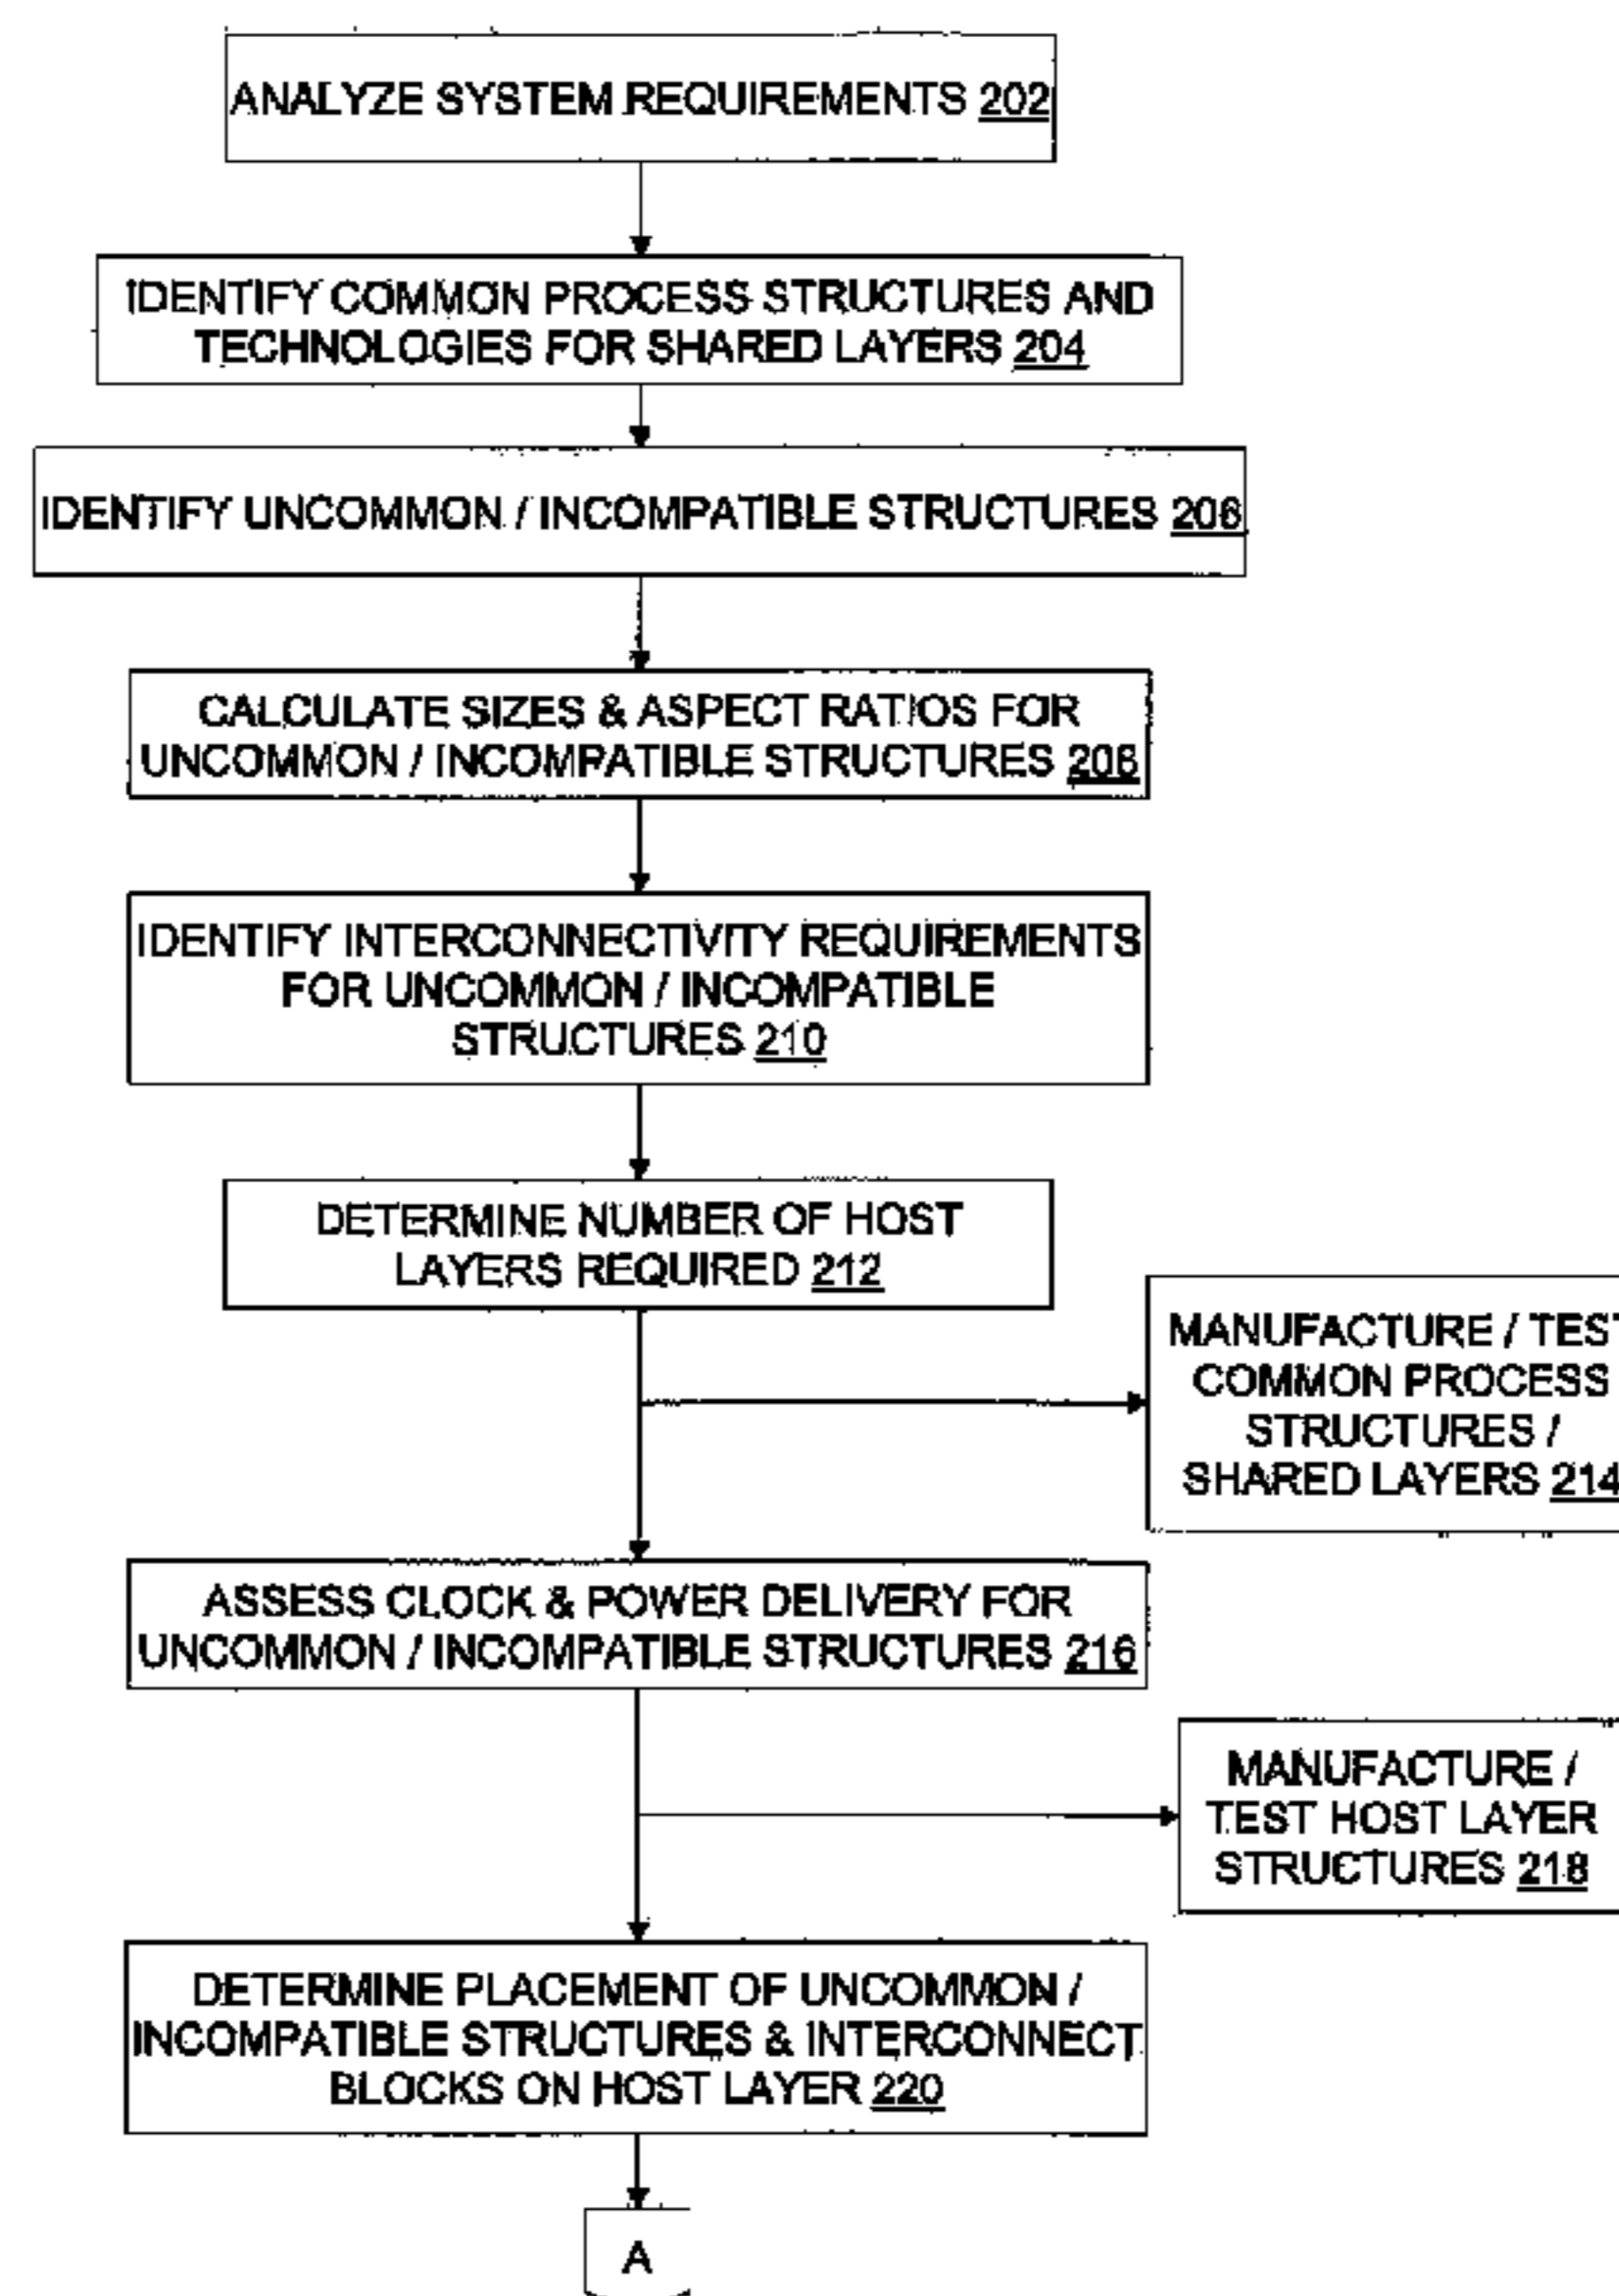 ANALYZE SYSTEM REQUIREMENTS 202
IDENTIFY COMMON PROCESS STRUCTURES AND
TECHNOLOGIES FOR SHARED LAYERS 204
IDENTIFY UNCOMMON / INCOMPATIBLE STRUCTURES 206
CALCULATE SIZES & ASPECT RATIOS FOR
UNCOMMON / INCOMPATIBLE STRUCTURES 208
IDENTIFY INTERCONNECTIVITY REQUIREMENTS
FOR UNCOMMON / INCOMPATIBLE
STRUCTURES 210
DETERMINE NUMBER OF HOST
LAYERS REQUIRED 212
MANUFACTURE / TEST
COMMON PROCESS
STRUCTURES /
SHARED LAYERS 214
ASSESS CLOCK & POWER DELIVERY FOR
UNCOMMON / INCOMPATIBLE STRUCTURES 216
MANUFACTURE /
TEST HOST LAYER
STRUCTURES 218
DETERMINE PLACEMENT OF UNCOMMON /
INCOMPATIBLE STRUCTURES & INTERCONNECT
BLOCKS ON HOST LAYER 220
A